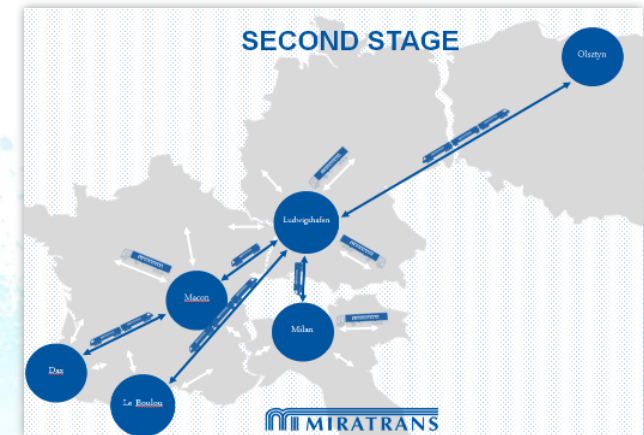 SECOND STAGE
Olsztyn
Ludwigshafen
Macon
Milan
Dax
Le Boulou
MIRATRANS